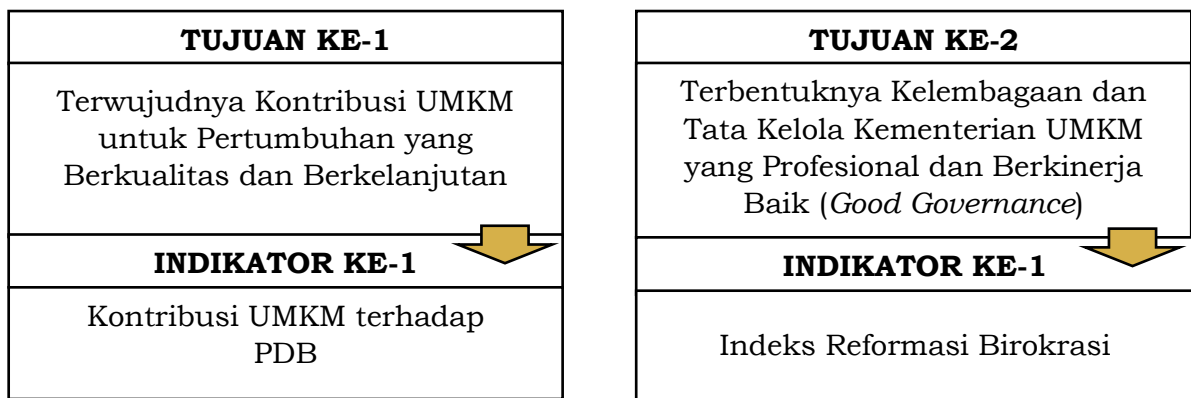 TUJUAN KE-1
Terwujudnya Kontribusi UMKM
untuk Pertumbuhan yang
Berkualitas dan Berkelanjutan
INDIKATOR KE-1
Kontribusi UMKM terhadap
PDB
TUJUAN KE-2
Terbentuknya Kelembagaan dan
Tata Kelola Kementerian UMKM
yang Profesional dan Berkinerja
Baik (Good Governance)
INDIKATOR KE-1
Indeks Reformasi Birokrasi